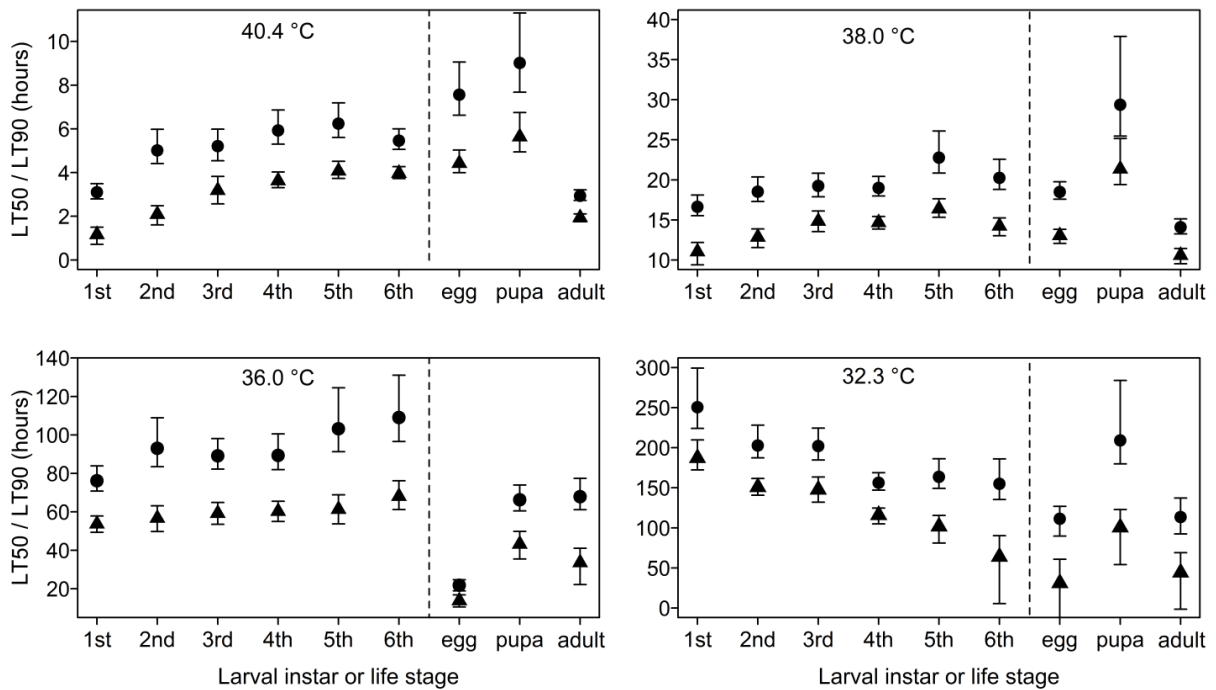 40.4 °C
LT50 / LT90 (hours)
10
8
6
4
2
0
1st 2nd 3rd 4th 5th 6th egg pupa adult
38.0 °C
40
35
30
25
20
15
10
1st 2nd 3rd 4th 5th 6th egg pupa adult
36.0 °C
LT50 / LT90 (hours)
140
120
100
80
60
40
20
1st 2nd 3rd 4th 5th 6th egg pupa adult
Larval instar or life stage
32.3 °C
300
250
200
150
100
50
0
1st 2nd 3rd 4th 5th 6th egg pupa adult
Larval instar or life stage